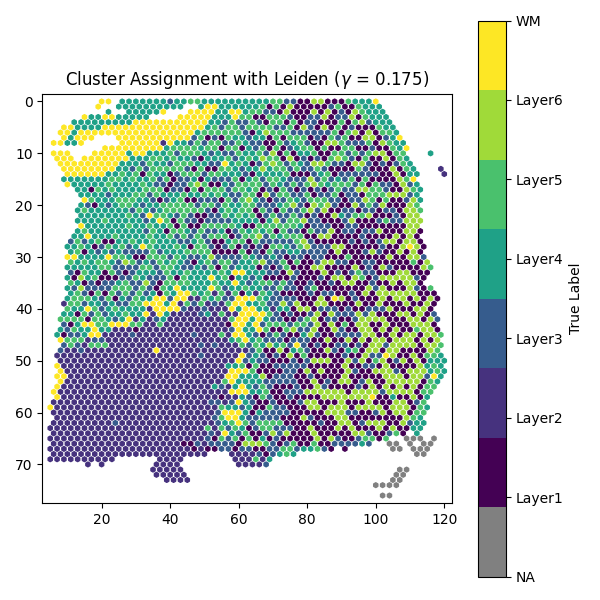 Cluster Assignment with Leiden (γ = 0.175)
0
10
20
30
40
50
60
70
20 40 60 80 100 120
WM
Layer6
Layer5
Layer4
Layer3
Layer2
Layer1
NA
True Label